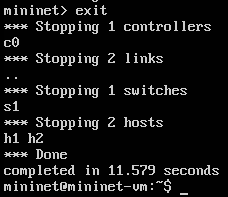 mininet> exit
*** Stopping 1 controllers
c0
*** Stopping 2 links
..
*** Stopping 1 switches
s1
*** Stopping 2 hosts
h1 h2
*** Done
completed in 11.579 seconds
mininet@mininet-vm:~$ _